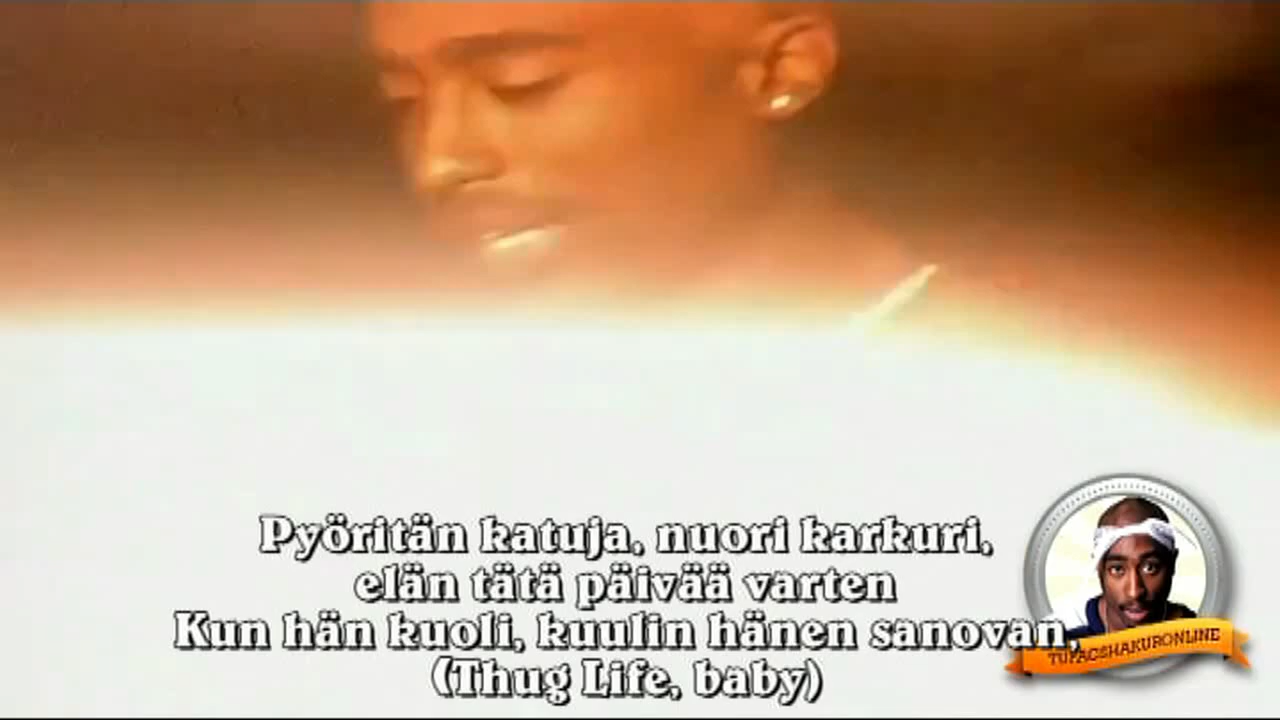 Pyöritän katuja, nuori karkuri,
elän tätä päivää varten
Kun hän kuoli, kuulin hänen sanovan,
(Thug Life, baby)
TUPACSHAKURONLINE